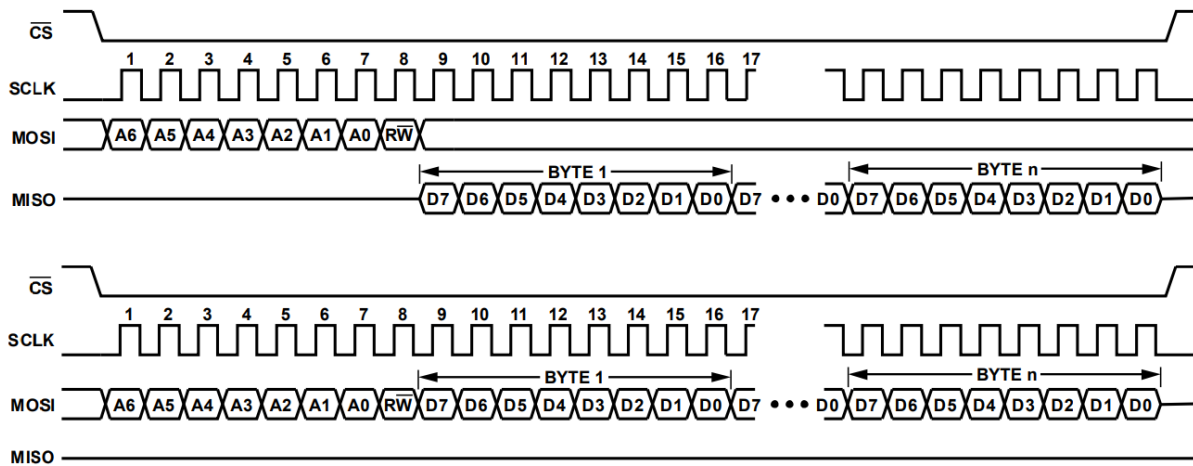 CS
1 2 3 4 5 6 7 8 9 10 11 12 13 14 15 16 17
SCLK
MOSI A6 A5 A4 A3 A2 A1 A0 RW
BYTE 1 BYTE n
MISO D7 D6 D5 D4 D3 D2 D1 D0 D7 ••• D0 D7 D6 D5 D4 D3 D2 D1 D0
CS
1 2 3 4 5 6 7 8 9 10 11 12 13 14 15 16 17
SCLK
BYTE 1 BYTE n
MOSI A6 A5 A4 A3 A2 A1 A0 RW D7 D6 D5 D4 D3 D2 D1 D0 D7 ••• D0 D7 D6 D5 D4 D3 D2 D1 D0
MISO